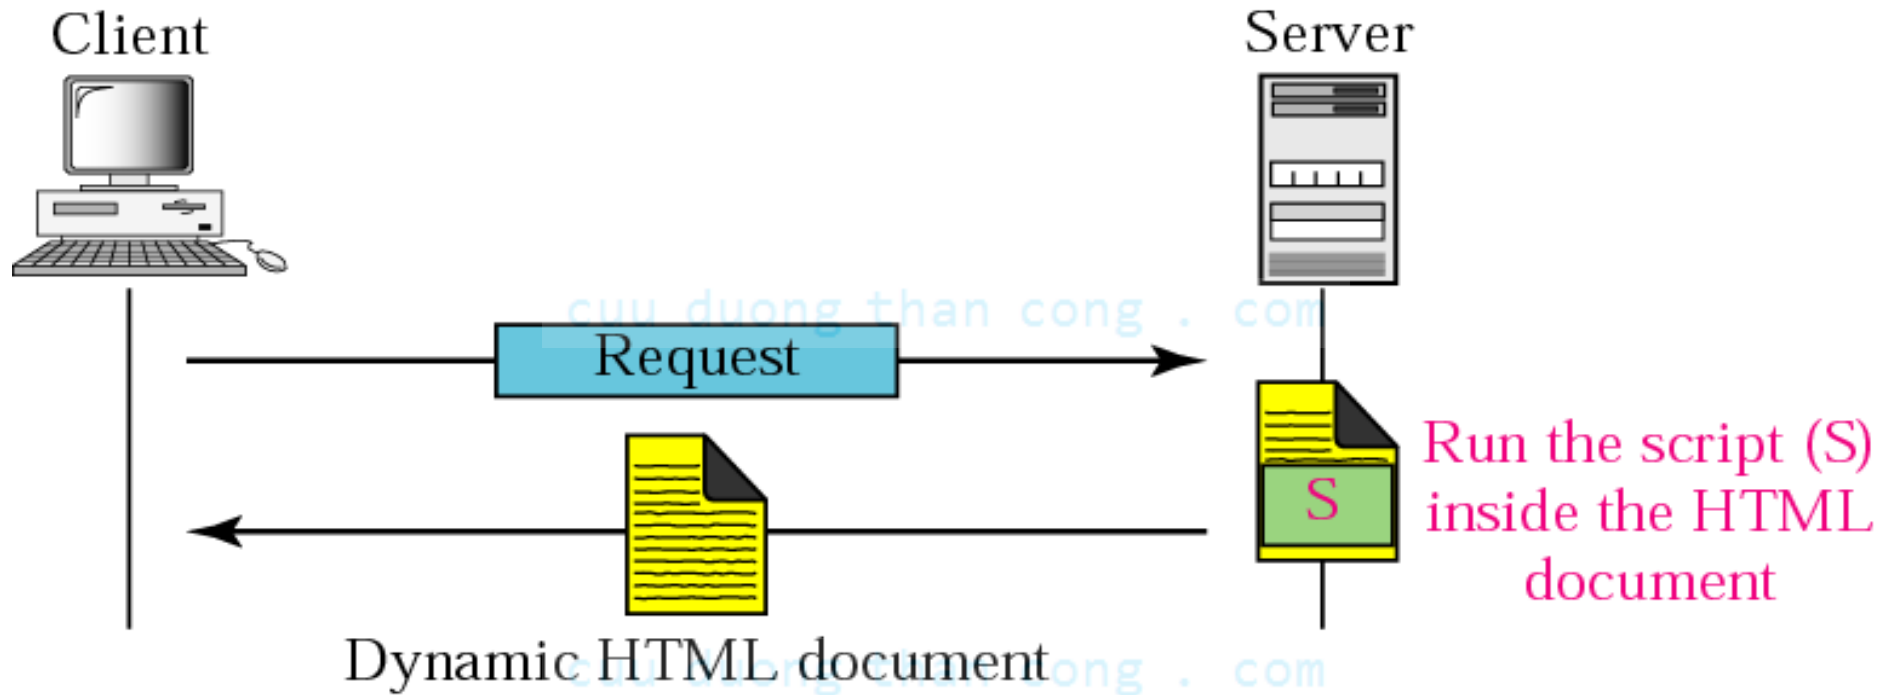 Client
Server
cuu duong than cong . com
Request
Run the script (S)
inside the HTML
document
S
Dynamic HTML document
cuu duong than cong . com